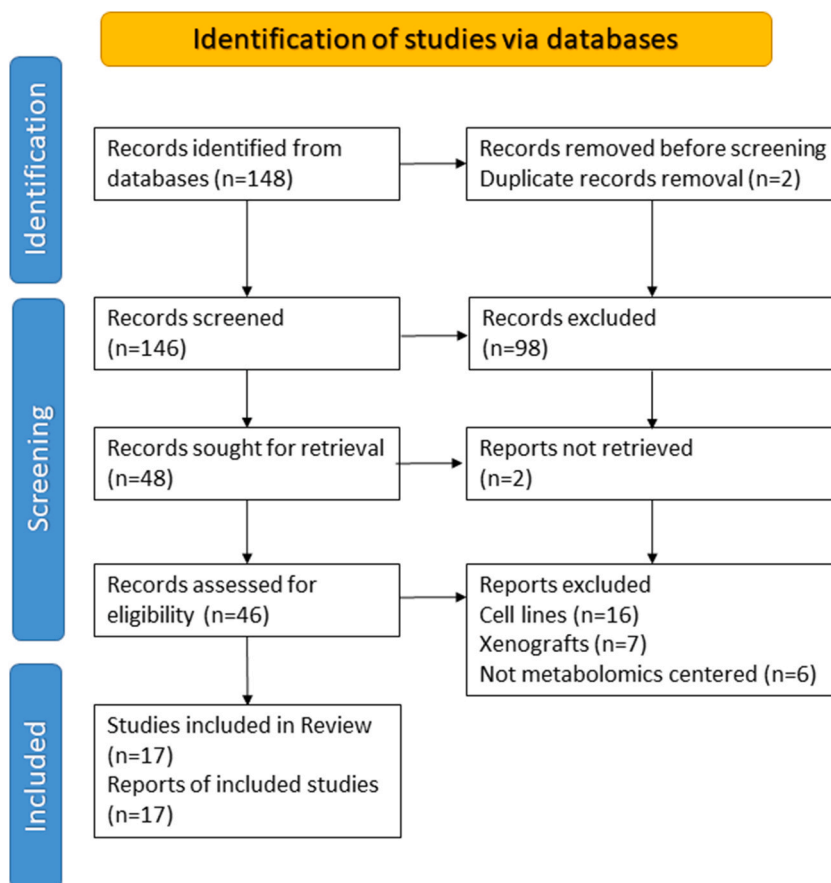 Identification of studies via databases
Identification
Records identified from
databases (n=148)
Records removed before screening
Duplicate records removal (n=2)
Screening
Records screened
(n=146)
Records excluded
(n=98)
Records sought for retrieval
(n=48)
Reports not retrieved
(n=2)
Records assessed for
eligibility (n=46)
Reports excluded
Cell lines (n=16)
Xenografts (n=7)
Not metabolomics centered (n=6)
Included
Studies included in Review
(n=17)
Reports of included studies
(n=17)